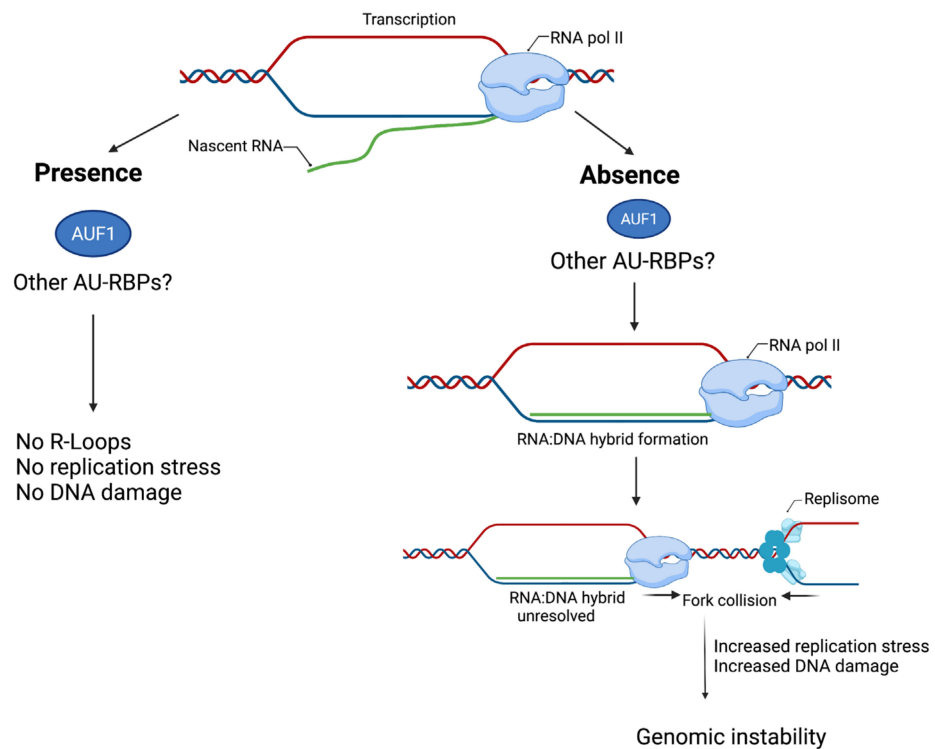 Transcription
RNA pol II
Nascent RNA
Presence
AUF1
Other AU-RBPs?
No R-Loops
No replication stress
No DNA damage
Absence
AUF1
Other AU-RBPs?
RNA pol II
RNA:DNA hybrid formation
Replisome
RNA:DNA hybrid
unresolved
Fork collision
Increased replication stress
Increased DNA damage
Genomic instability